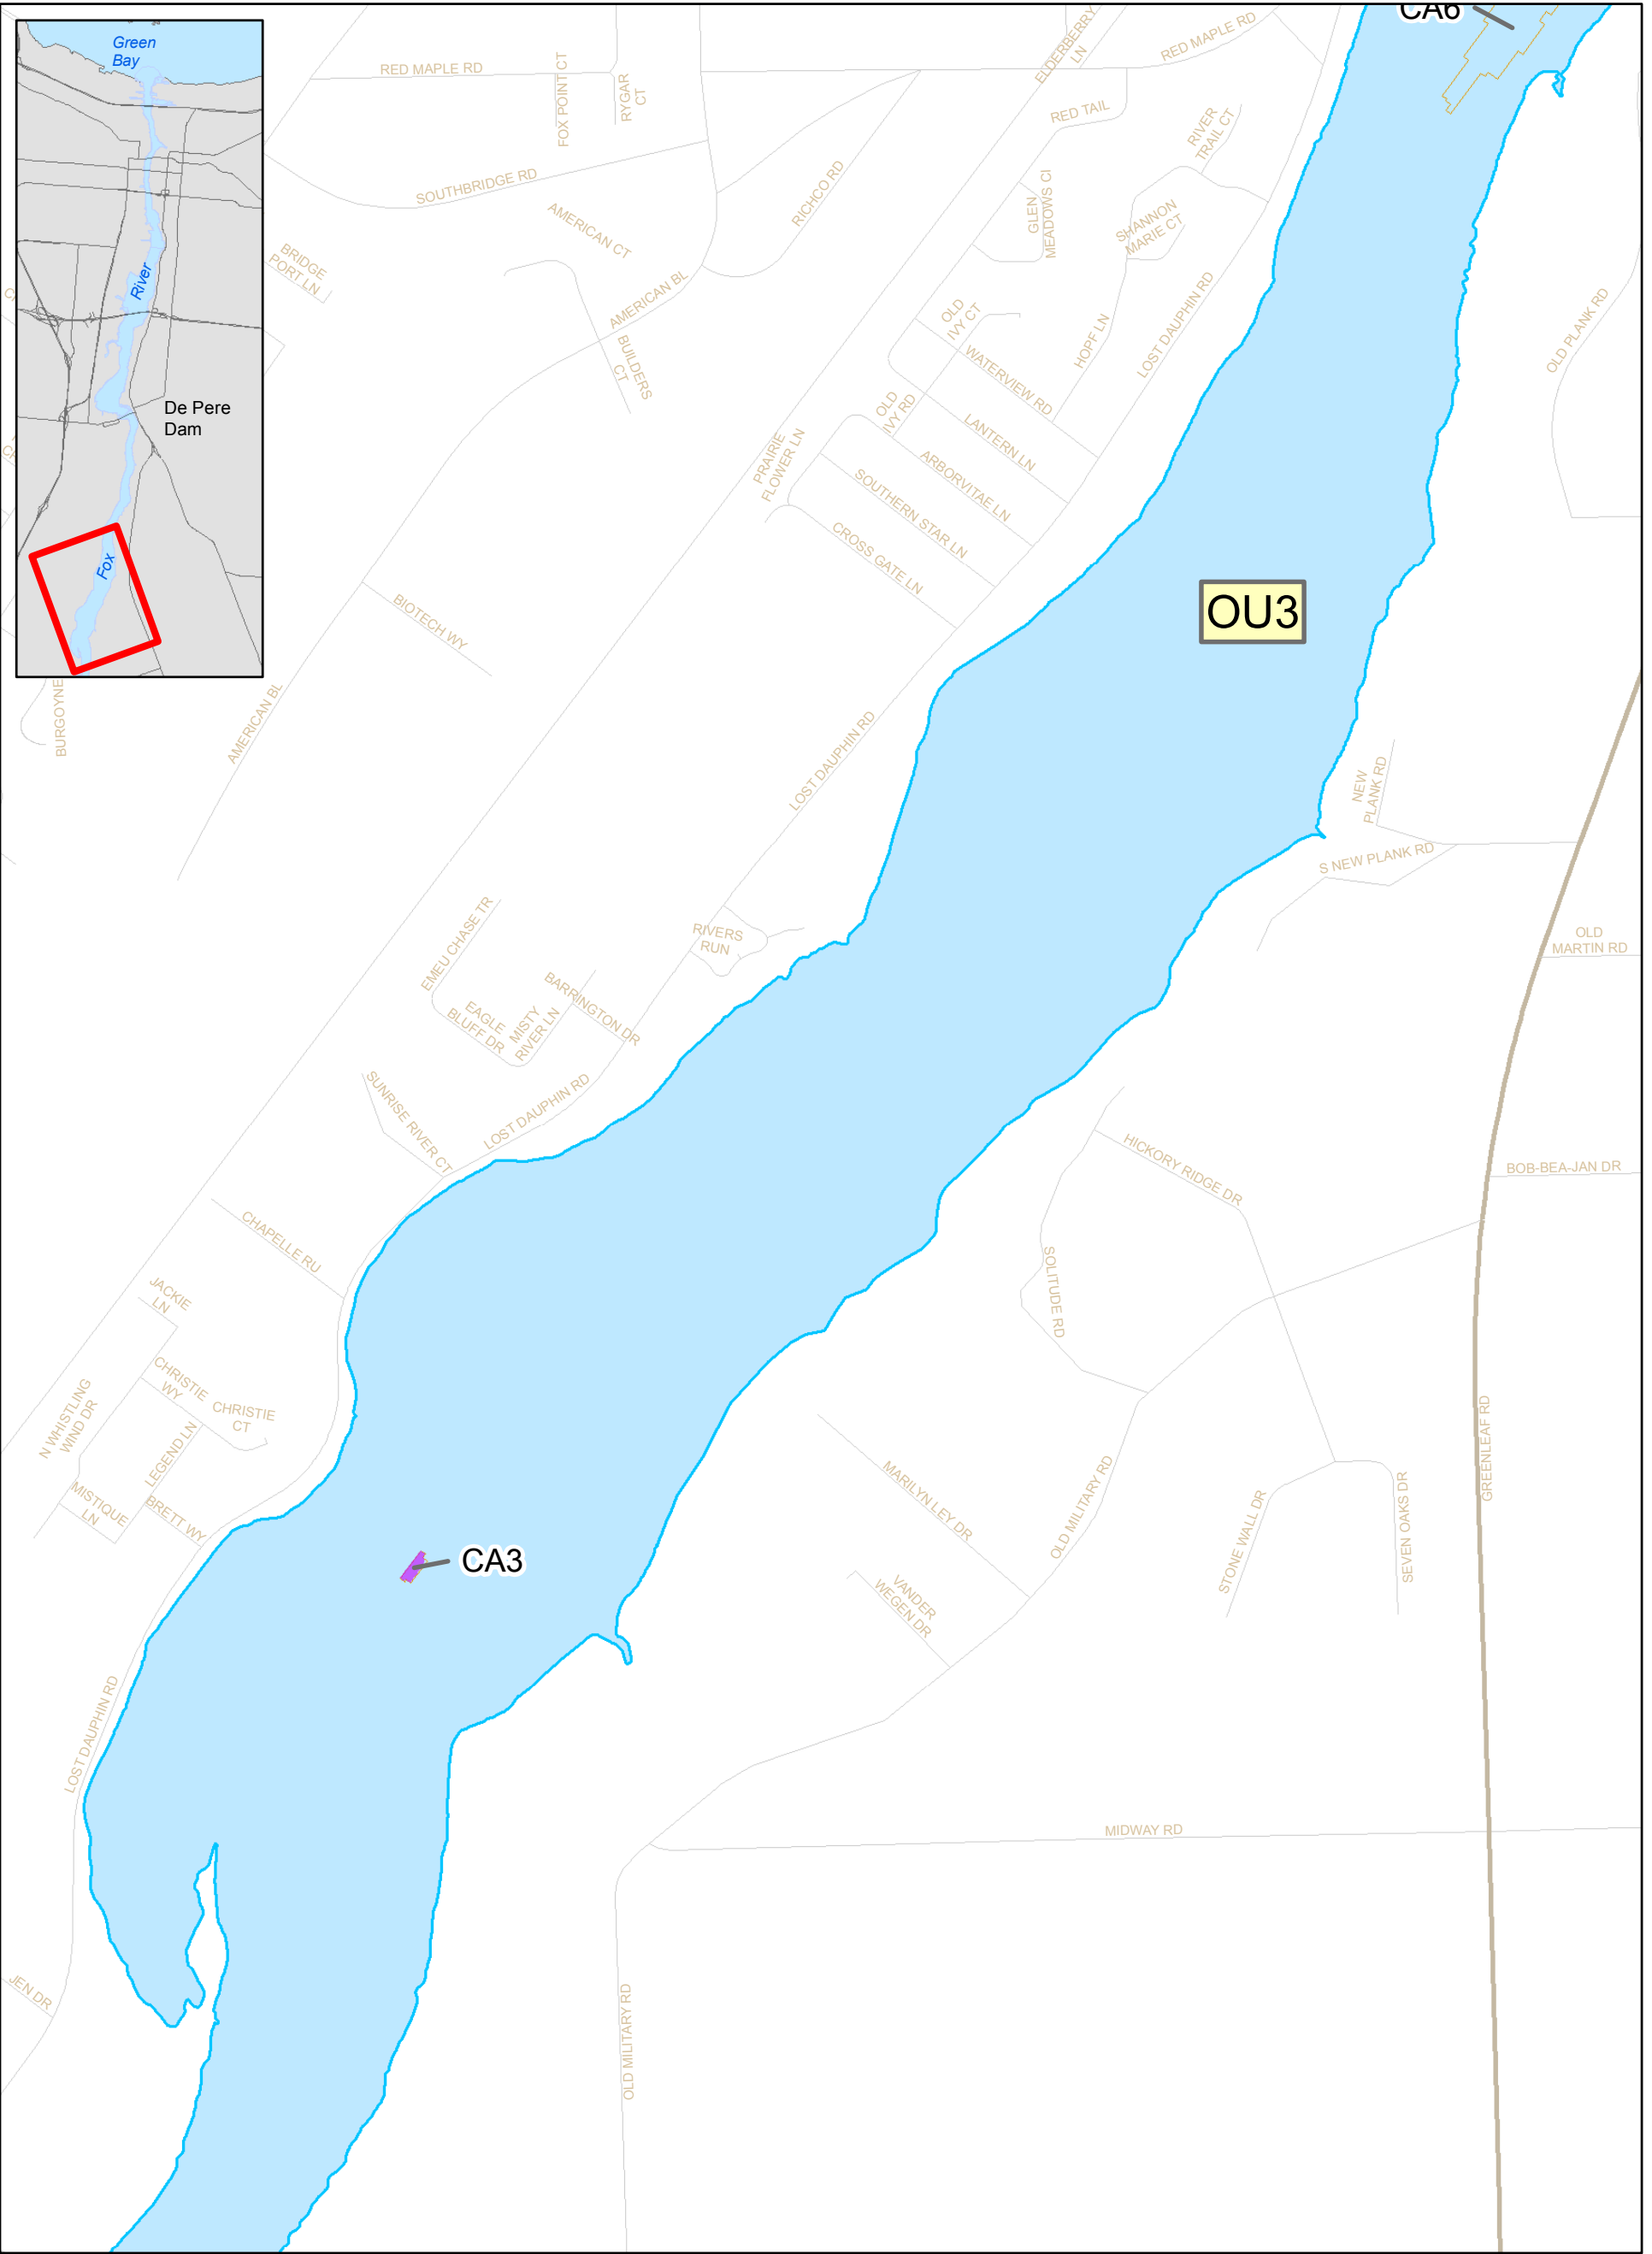 CA6
Green
Bay
River
De Pere
Dam
Fox
RED MAPLE RD
FOX POINT CT
RYGAR
CT
ELDERBERRY
LN
RED MAPLE RD
RED TAIL
RIVER
TRAIL CT
SOUTHBRIDGE RD
AMERICAN CT
RICHCO RD
GLEN
MEADOWS CI
SHANNON
MARIE CT
BRIDGE
PORT LN
AMERICAN BL
BUILDERS
CT
OLD
IVY CT
WATERVIEW RD
HOPF LN
LOST DAUPHIN RD
OLD PLANK RD
OLD
IVY RD
LANTERN LN
PRAIRIE
FLOWER LN
ARBORVITAE LN
SOUTHERN STAR LN
CROSS GATE LN
OU3
BIOTECH WY
BURGOYNE
AMERICAN BL
LOST DAUPHIN RD
NEW
PLANK RD
S NEW PLANK RD
OLD
MARTIN RD
EMEU CHASE TR
RIVERS
RUN
EAGLE
BLUFF DR
MISTY
RIVER LN
BARRINGTON DR
SUNRISE RIVER CT
LOST DAUPHIN RD
HICKORY RIDGE DR
BOB-BEA-JAN DR
CHAPELLE RU
SOLITUDE RD
JACKIE
LN
CHRISTIE
WY
CHRISTIE
CT
N WHISTLING
WIND DR
LEGEND LN
MISTIQUE
LN
BRETT WY
GREENLEAF RD
MARILYN LEY DR
OLD MILITARY RD
STONE WALL DR
SEVEN OAKS DR
CA3
VANDER
WEGEN DR
LOST DAUPHIN RD
MIDWAY RD
JEN DR
OLD MILITARY RD